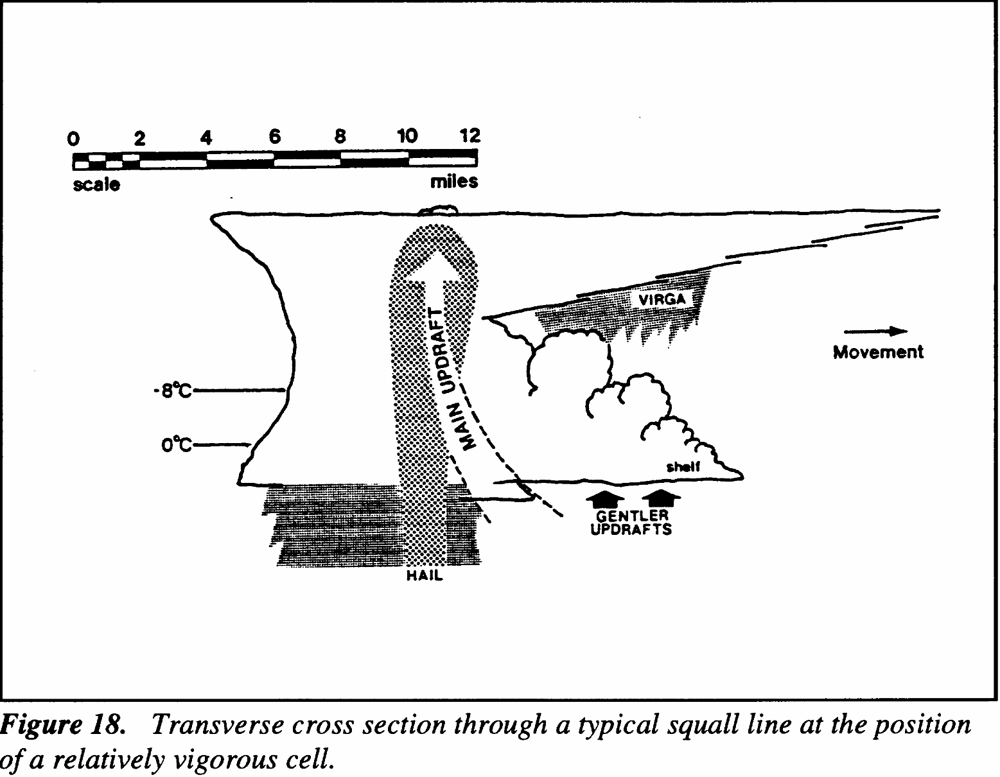 0 2 4 6 8 10 12
scale miles
VIRGA
MAIN UPDRAFT
Movement
-8°C
0°C
shelf
GENTLER
UPDRAFTS
HAIL
Figure 18. Transverse cross section through a typical squall line at the position
of a relatively vigorous cell.